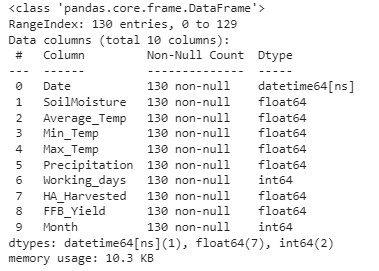 <class 'pandas.core.frame.DataFrame'>
RangeIndex: 130 entries, 0 to 129
Data columns (total 10 columns):
 #   Column         Non-Null Count  Dtype
---  ------         --------------  -----
 0   Date           130 non-null    datetime64[ns]
 1   SoilMoisture   130 non-null    float64
 2   Average_Temp   130 non-null    float64
 3   Min_Temp       130 non-null    float64
 4   Max_Temp       130 non-null    float64
 5   Precipitation  130 non-null    float64
 6   Working_days   130 non-null    int64
 7   HA_Harvested   130 non-null    float64
 8   FFB_Yield      130 non-null    float64
 9   Month          130 non-null    int64
dtypes: datetime64[ns](1), float64(7), int64(2)
memory usage: 10.3 KB